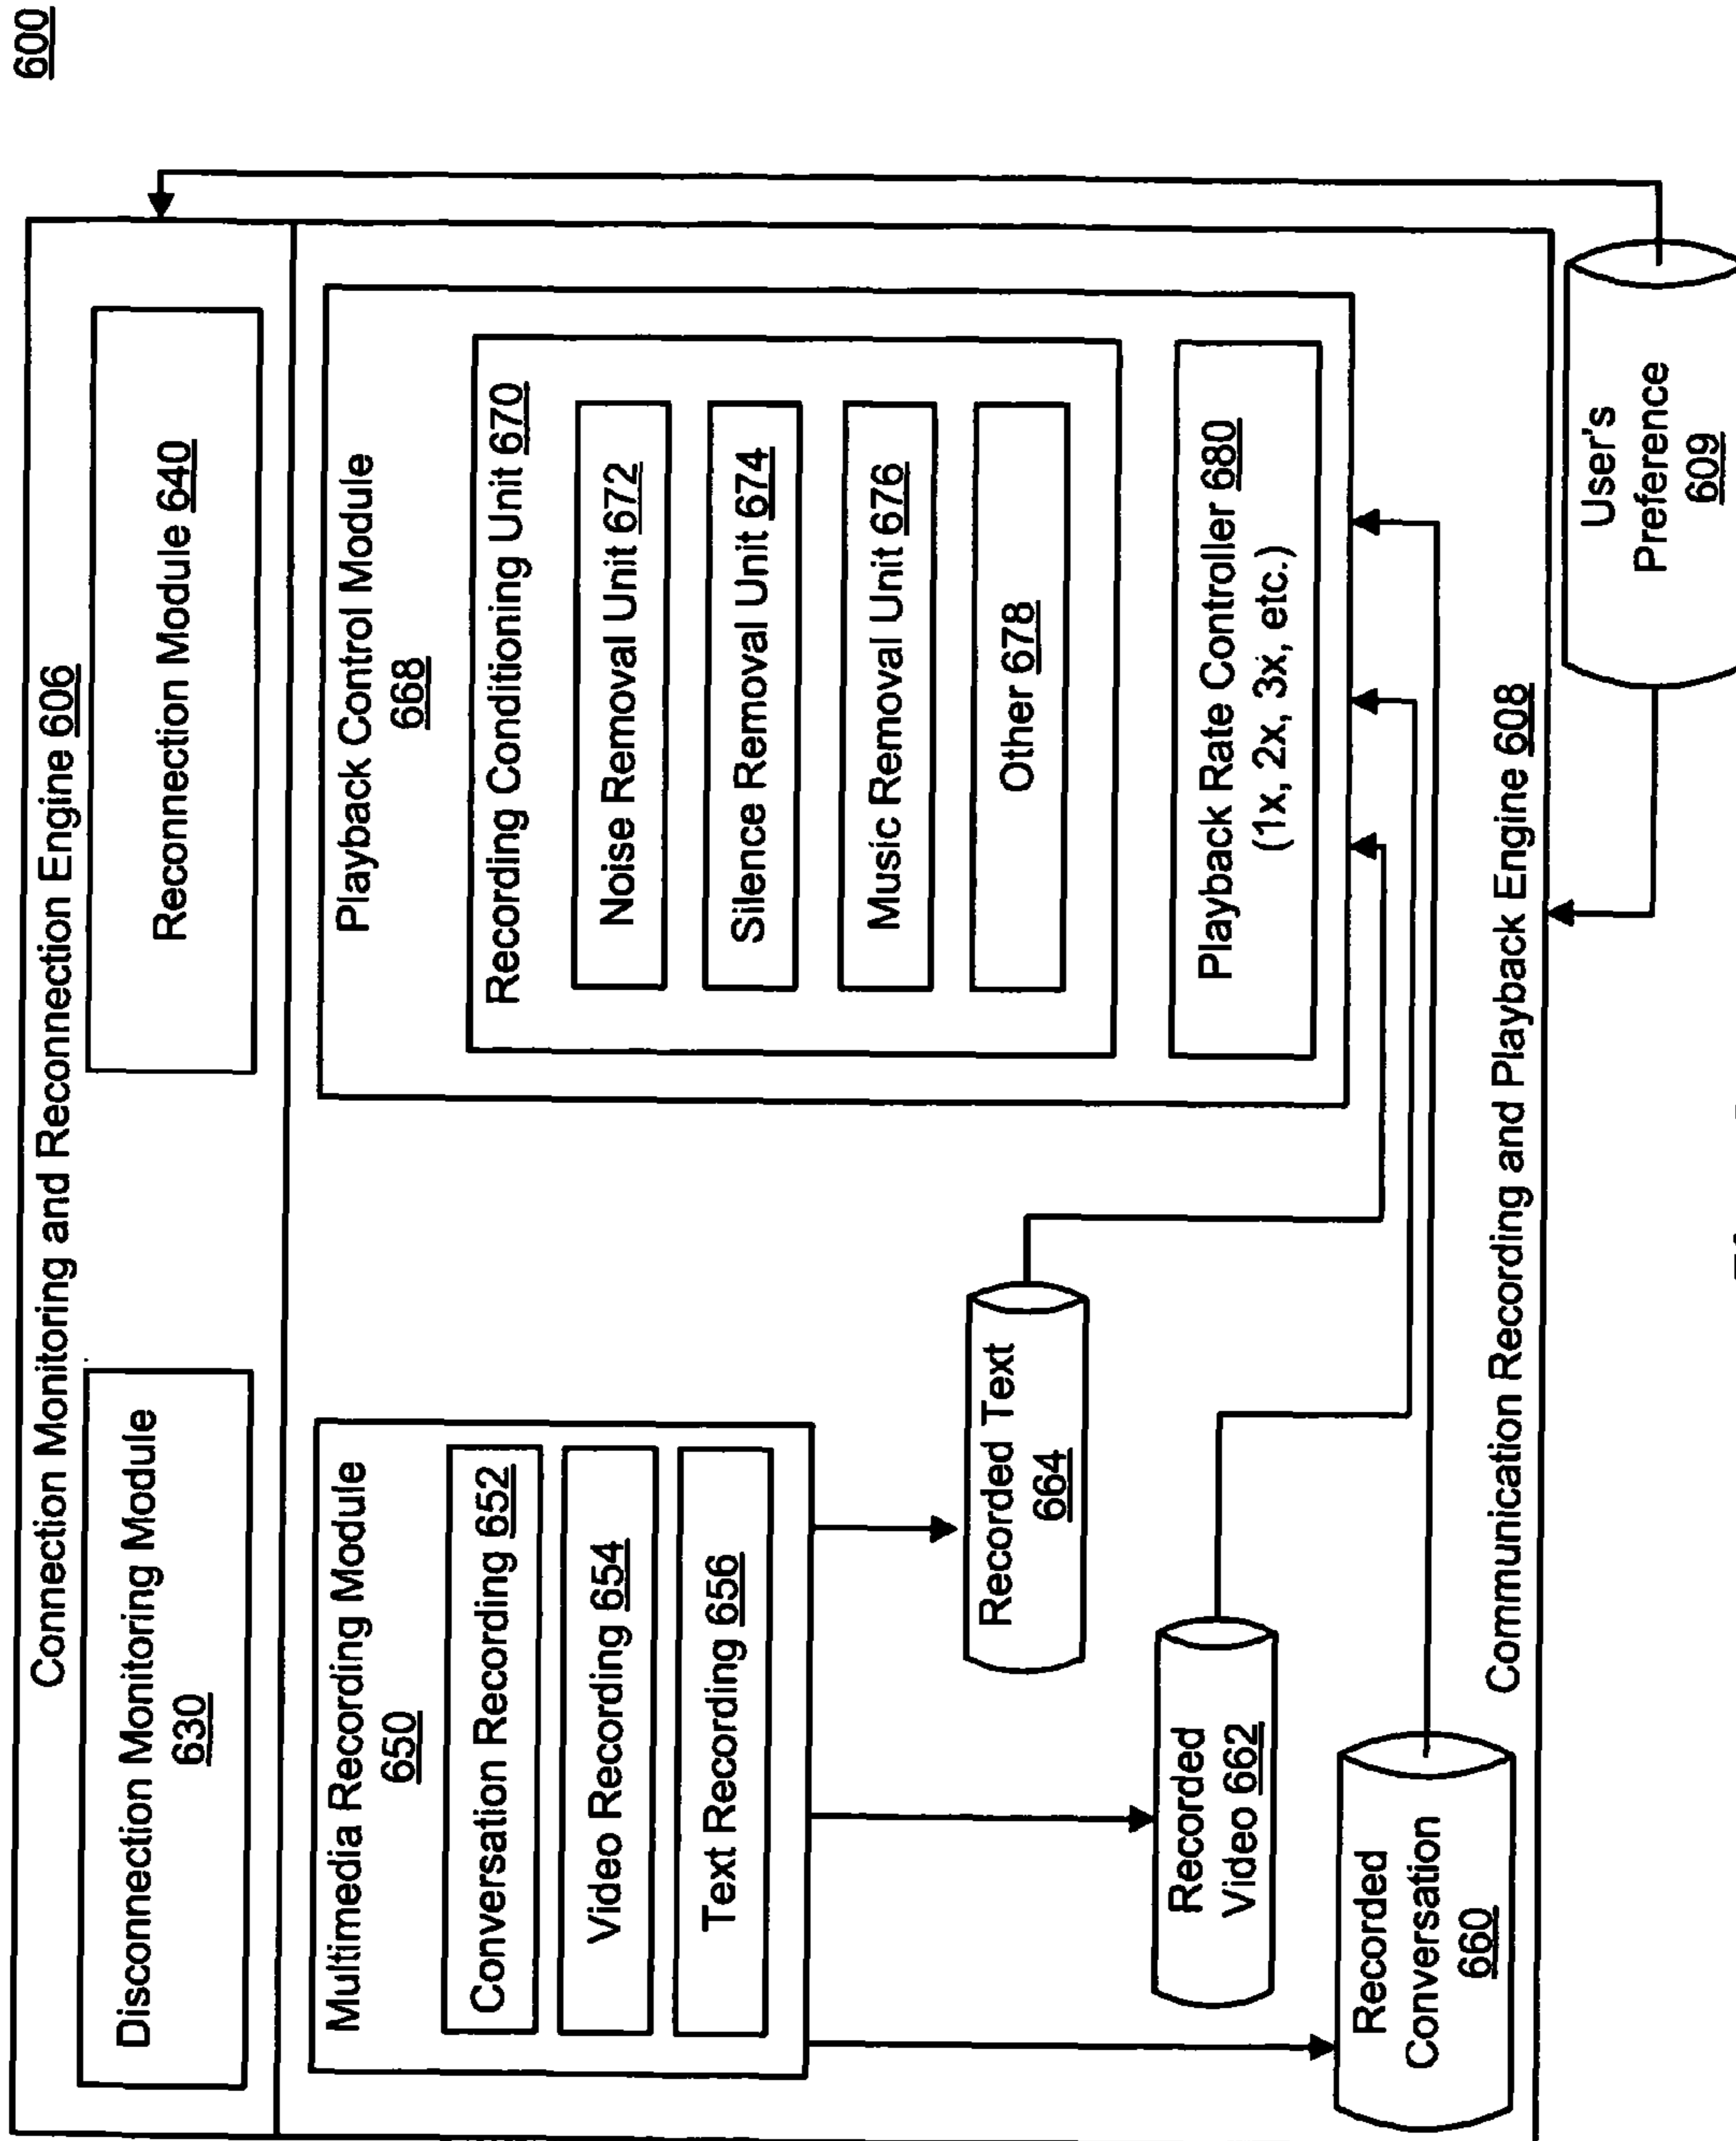 600
Connection Monitoring and Reconnection Engine 606
Disconnection Monitoring Module
630
Reconnection Module 640
Multimedia Recording Module
650
Conversation Recording 652
Video Recording 654
Text Recording 656
Playback Control Module
668
Recording Conditioning Unit 670
Noise Removal Unit 672
Silence Removal Unit 674
Music Removal Unit 676
Other 678
Playback Rate Controller 680
(1x, 2x, 3x, etc.)
Recorded Text
664
Recorded
Video 662
Recorded
Conversation
660
Communication Recording and Playback Engine 608
User's
Preference
609